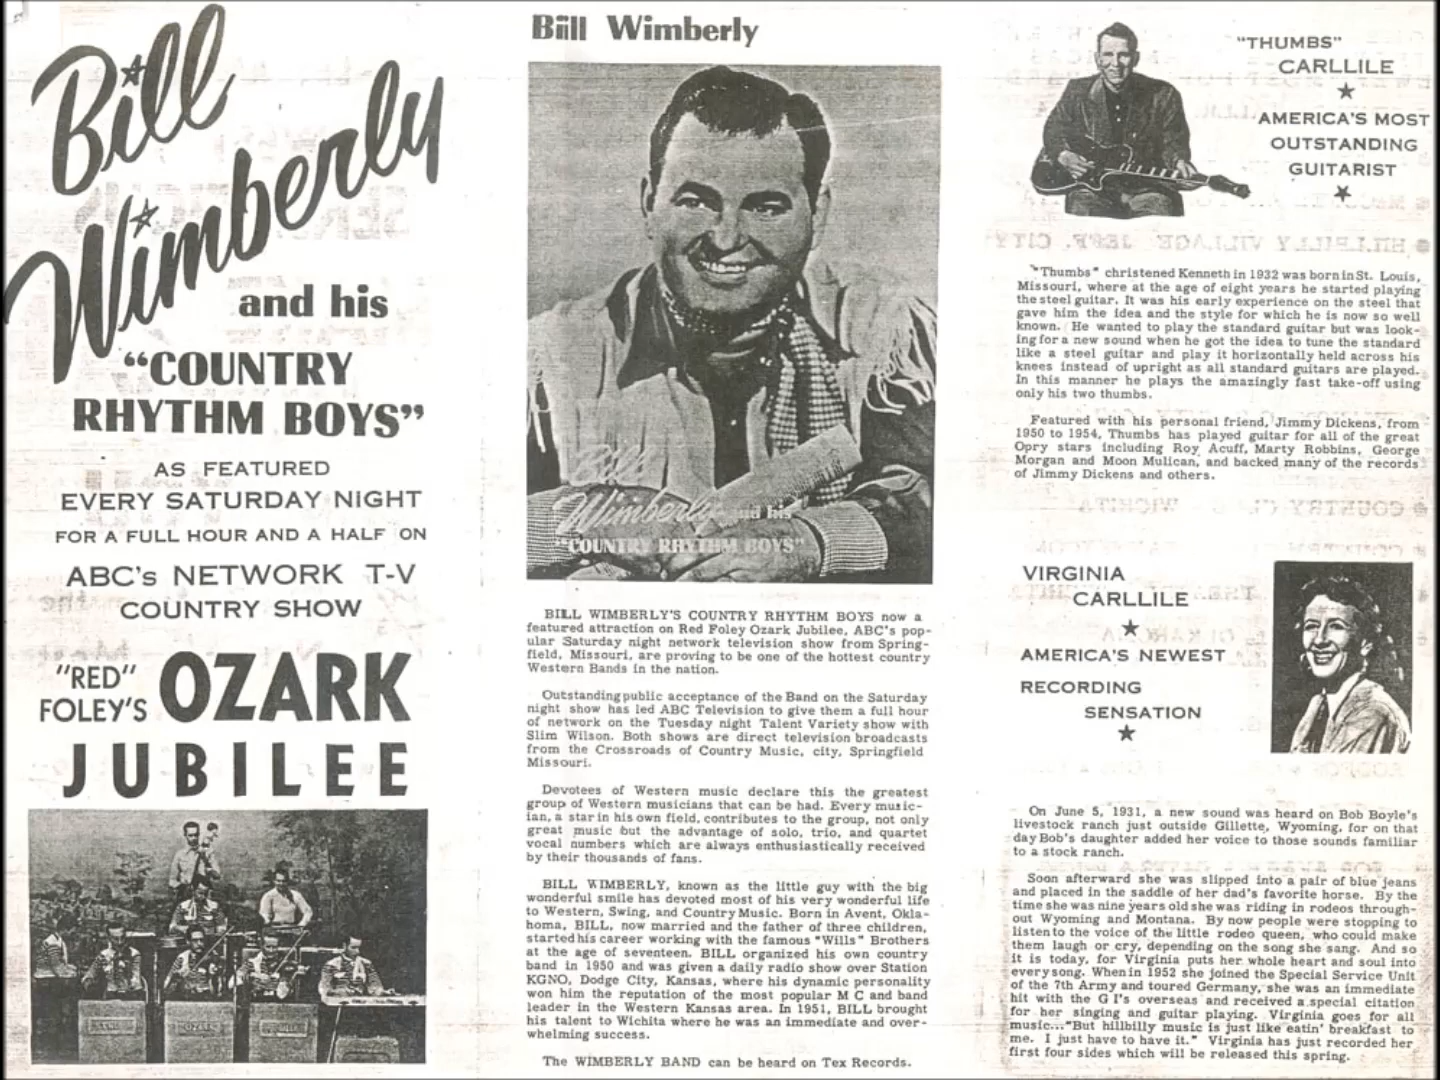 Bill
Wimberly
and his
"COUNTRY
RHYTHM BOYS"
AS FEATURED
EVERY SATURDAY NIGHT
FOR A FULL HOUR AND A HALF ON
ABC's NETWORK T-V
COUNTRY SHOW
"RED"
FOLEY'S OZARK
JUBILEE
OZARK
Bill Wimberly
Bill
Wimberly and his
"COUNTRY RHYTHM BOYS"
BILL WIMBERLY'S COUNTRY RHYTHM BOYS now a
featured attraction on Red Foley Ozark Jubilee, ABC's pop-
ular Saturday night network television show from Spring-
field, Missouri, are proving to be one of the hottest country
Western Bands in the nation.
Outstanding public acceptance of the Band on the Saturday
night show has led ABC Television to give them a full hour
of network on the Tuesday night Talent Variety show with
Slim Wilson. Both shows are direct television broadcasts
from the Crossroads of Country Music, city, Springfield
Missouri.
Devotees of Western music declare this the greatest
group of Western musicians that can be had. Every music-
ian, a star in his own field, contributes to the group, not only
great music but the advantage of solo, trio, and quartet
vocal numbers which are always enthusiastically received
by their thousands of fans.
BILL WIMBERLY, known as the little guy with the big
wonderful smile has devoted most of his very wonderful life
to Western, Swing, and Country Music. Born in Avent, Okla-
homa, BILL, now married and the father of three children,
started his career working with the famous "Wills" Brothers
at the age of seventeen. BILL organized his own country
band in 1950 and was given a daily radio show over Station
KGNO, Dodge City, Kansas, where his dynamic personality
won him the reputation of the most popular M C and band
leader in the Western Kansas area. In 1951, BILL brought
his talent to Wichita where he was an immediate and over-
whelming success.
The WIMBERLY BAND can be heard on Tex Records.
"THUMBS"
CARLLILE
AMERICA'S MOST
OUTSTANDING
GUITARIST
"Thumbs" christened Kenneth in 1932 was born in St. Louis,
Missouri, where at the age of eight years he started playing
the steel guitar. It was his early experience on the steel that
gave him the idea and the style for which he is now so well
known. He wanted to play the standard guitar but was look-
ing for a new sound when he got the idea to tune the standard
like a steel guitar and play it horizontally held across his
knees instead of upright as all standard guitars are played.
In this manner he plays the amazingly fast take-off using
only his two thumbs.
Featured with his personal friend, Jimmy Dickens, from
1950 to 1954, Thumbs has played guitar for all of the great
Opry stars including Roy Acuff, Marty Robbins, George
Morgan and Moon Mulican, and backed many of the records
of Jimmy Dickens and others.
VIRGINIA
CARLLILE
AMERICA'S NEWEST
RECORDING
SENSATION
On June 5, 1931, a new sound was heard on Bob Boyle's
livestock ranch just outside Gillette, Wyoming, for on that
day Bob's daughter added her voice to those sounds familiar
to a stock ranch.
Soon afterward she was slipped into a pair of blue jeans
and placed in the saddle of her dad's favorite horse. By the
time she was nine years old she was riding in rodeos through-
out Wyoming and Montana. By now people were stopping to
listen to the voice of the little rodeo queen, who could make
them laugh or cry, depending on the song she sang. And so
it is today, for Virginia puts her whole heart and soul into
every song. When in 1952 she joined the Special Service Unit
of the 7th Army and toured Germany, she was an immediate
hit with the G I's overseas and received a special citation
for her singing and guitar playing. Virginia goes for all
music..."But hillbilly music is just like eatin' breakfast to
me. I just have to have it." Virginia has just recorded her
first four sides which will be released this spring.